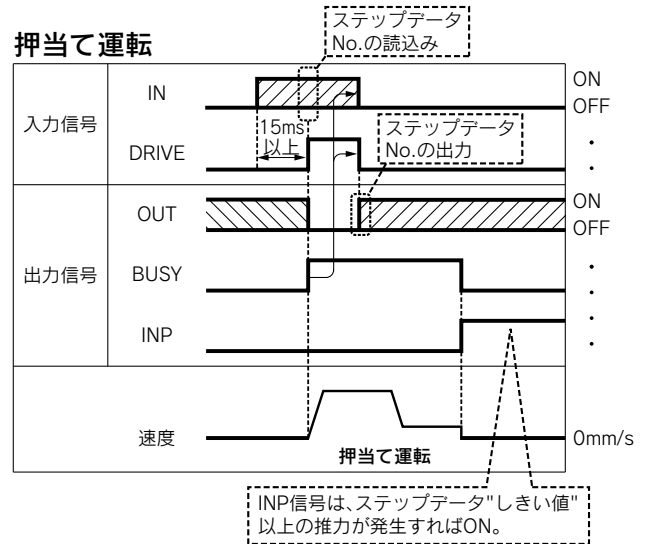 ステップデータ
No.の読込み
押当て運転
入力信号
IN
ON
OFF
15ms
以上
DRIVE
ステップデータ
No.の出力
出力信号
OUT
ON
OFF
BUSY
INP
速度
0mm/s
押当て運転
INP信号は、ステップデータ"しきい値"
以上の推力が発生すればON。